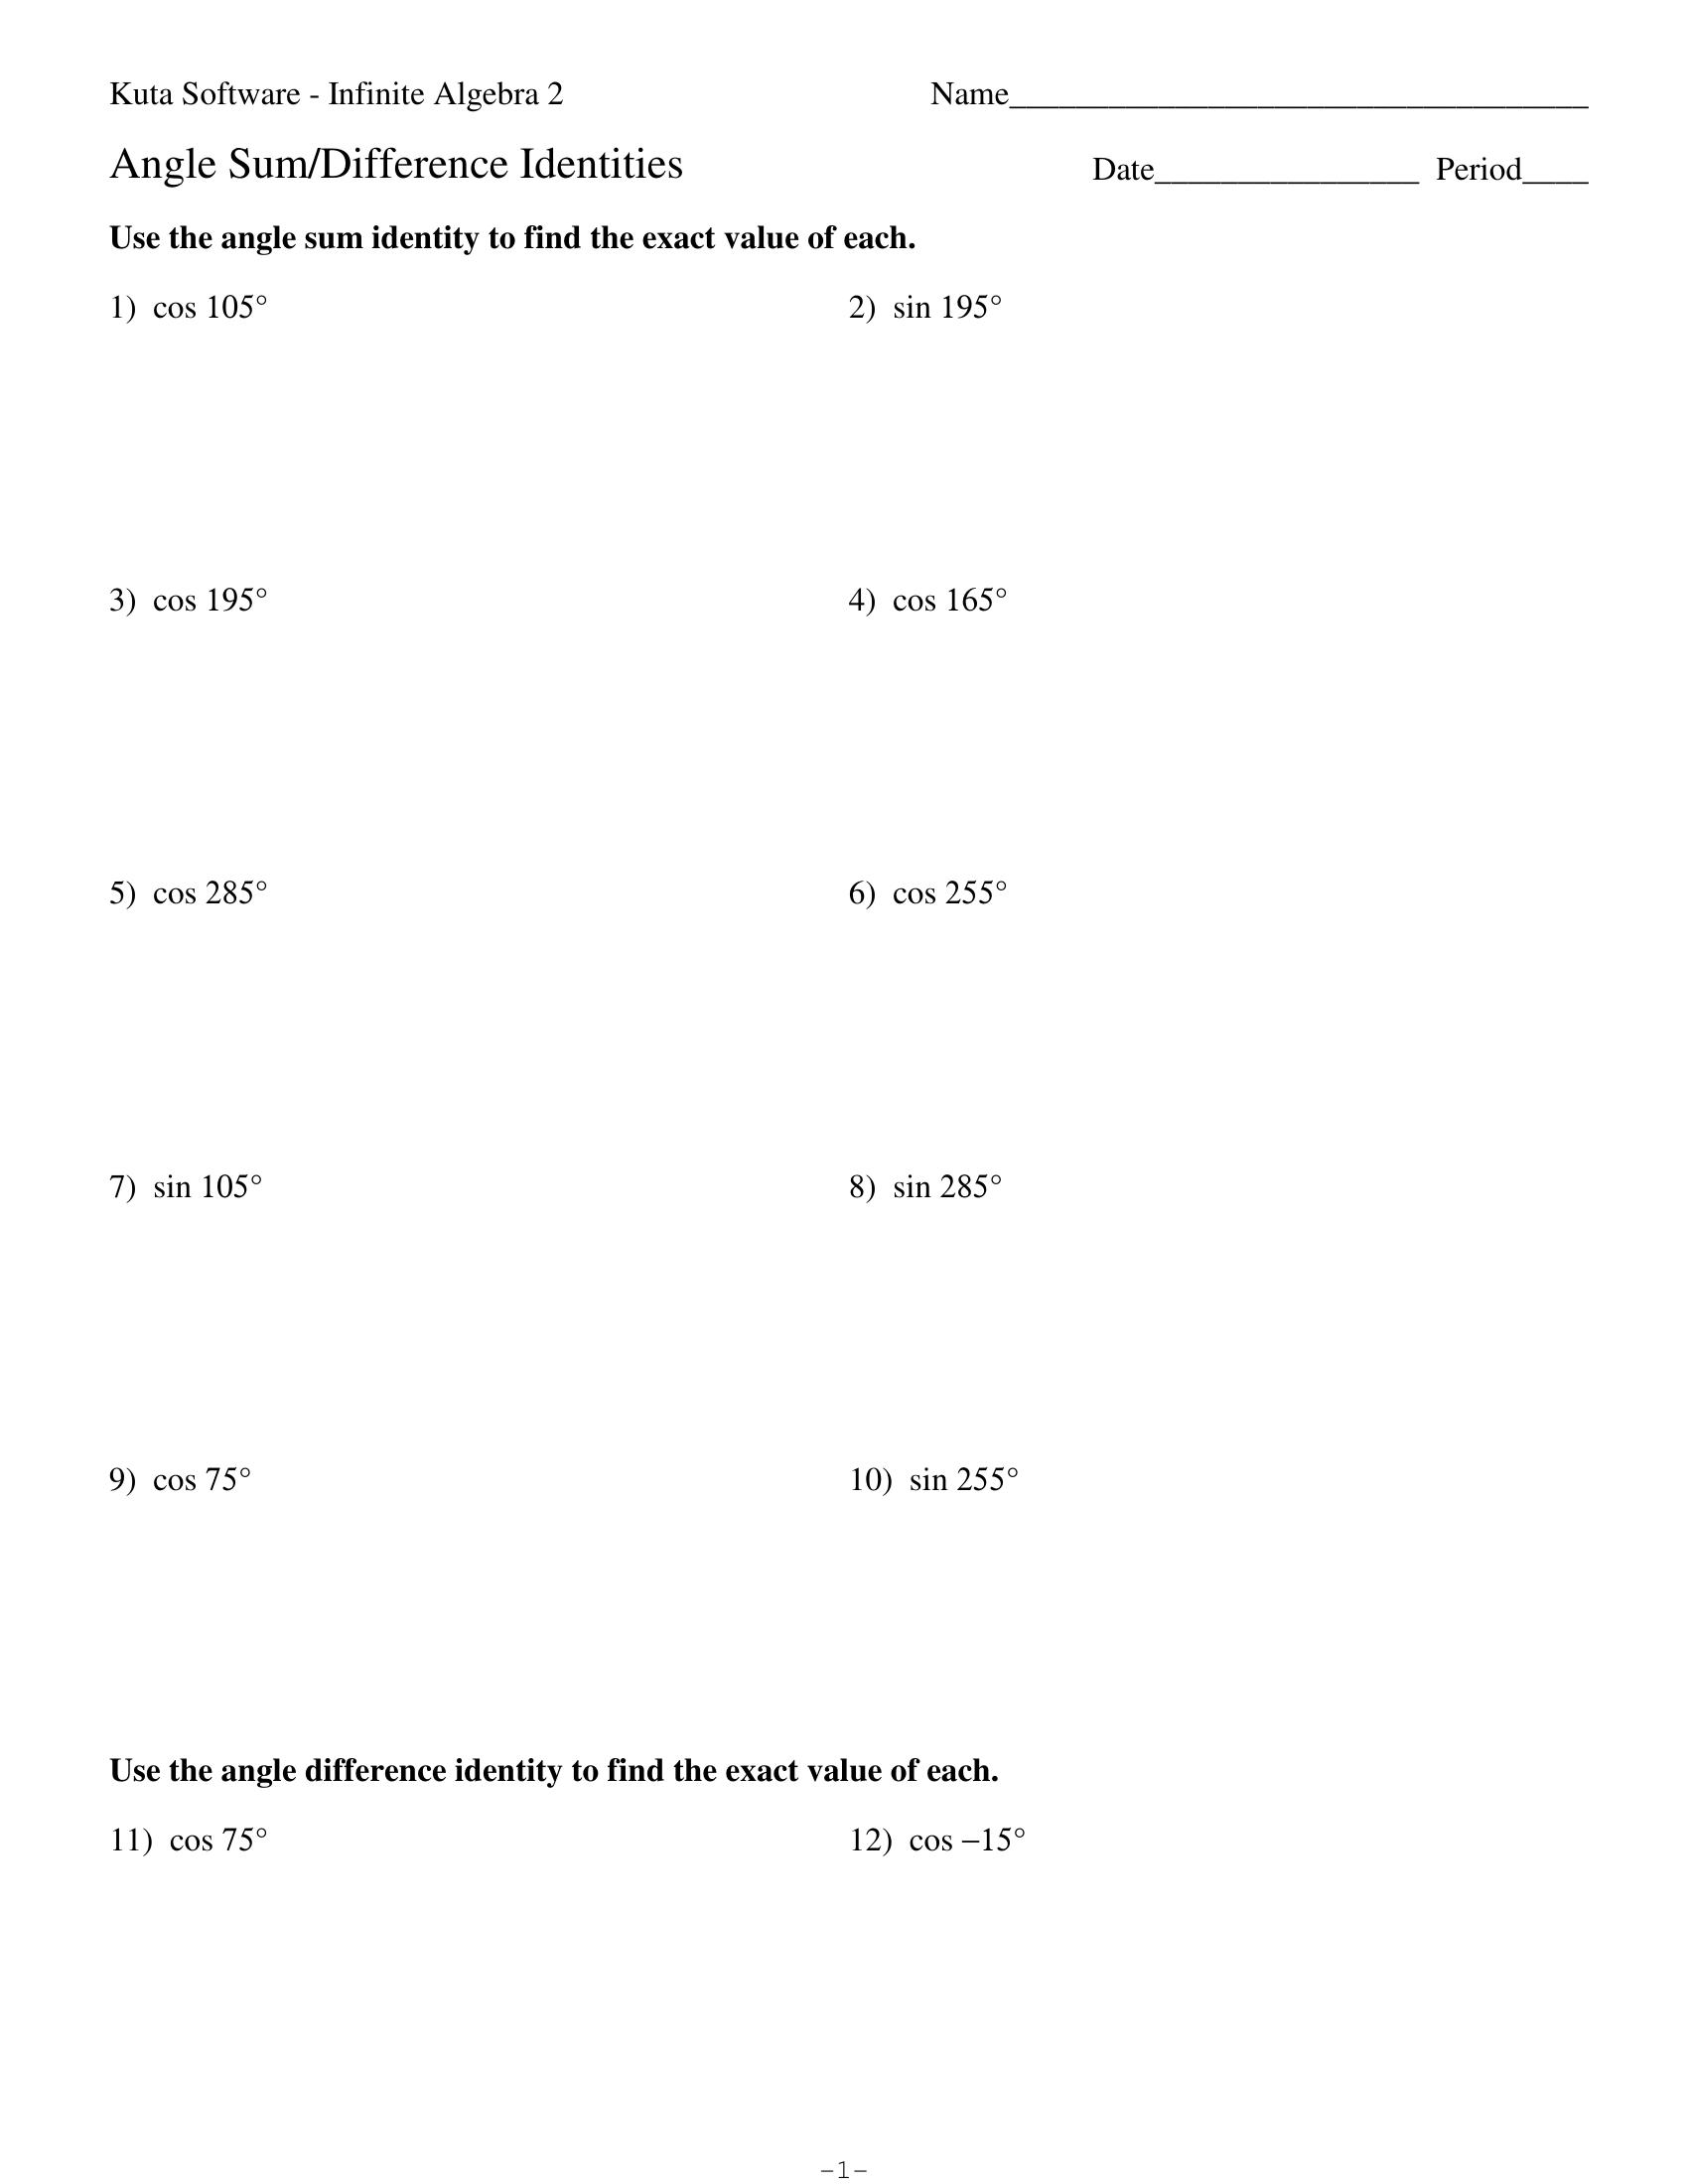 Kuta Software - Infinite Algebra 2
Name___________________________________
Angle Sum/Difference Identities
Date________________ Period____
Use the angle sum identity to find the exact value of each.
1) cos 105°
2) sin 195°
3) cos 195°
4) cos 165°
5) cos 285°
6) cos 255°
7) sin 105°
8) sin 285°
9) cos 75°
10) sin 255°
Use the angle difference identity to find the exact value of each.
11) cos 75°
12) cos −15°
-1-